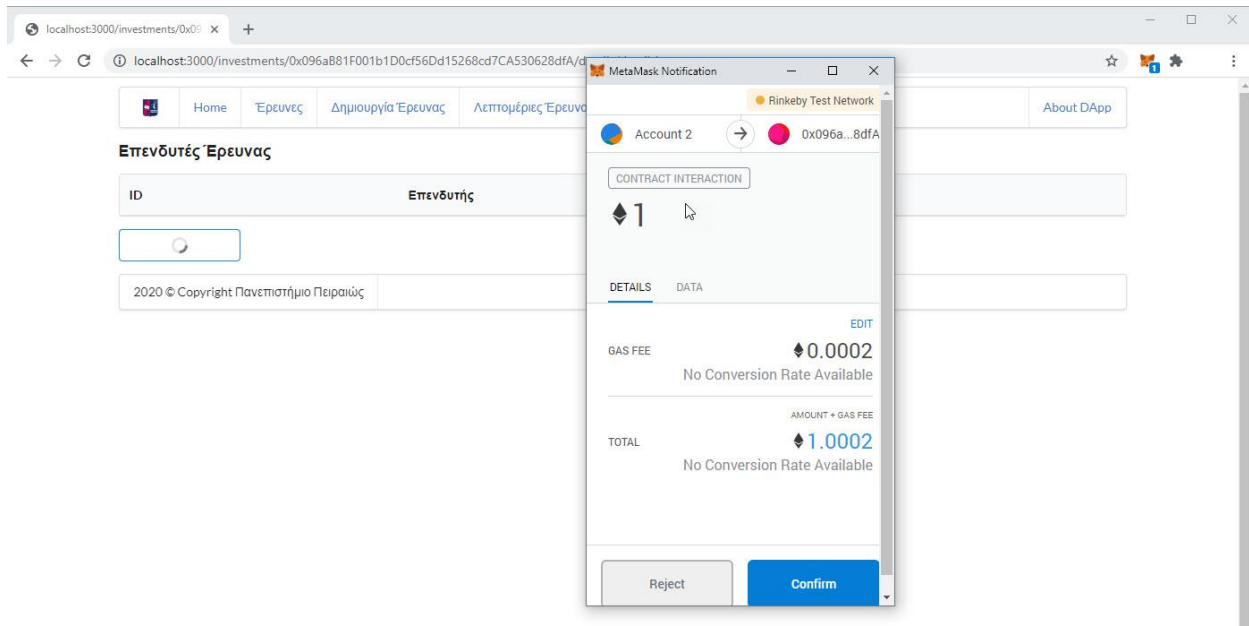 localhost:3000/investments/0x09
localhost:3000/investments/0x096aB81F001b1D0cf56Dd15268cd7CA530628dfA/d
MetaMask Notification
Rinkeby Test Network
Home Έρευνες Δημιουργία Έρευνας Λεπτομέριες Έρευνα About DApp
Account 2 0x096a...8dfA
Επενδυτές Έρευνας
CONTRACT INTERACTION
ID Επενδυτής
1
DETAILS DATA
2020 © Copyright Πανεπιστήμιο Πειραιώς
EDIT
GAS FEE 0.0002
No Conversion Rate Available
AMOUNT + GAS FEE
TOTAL 1.0002
No Conversion Rate Available
Reject Confirm